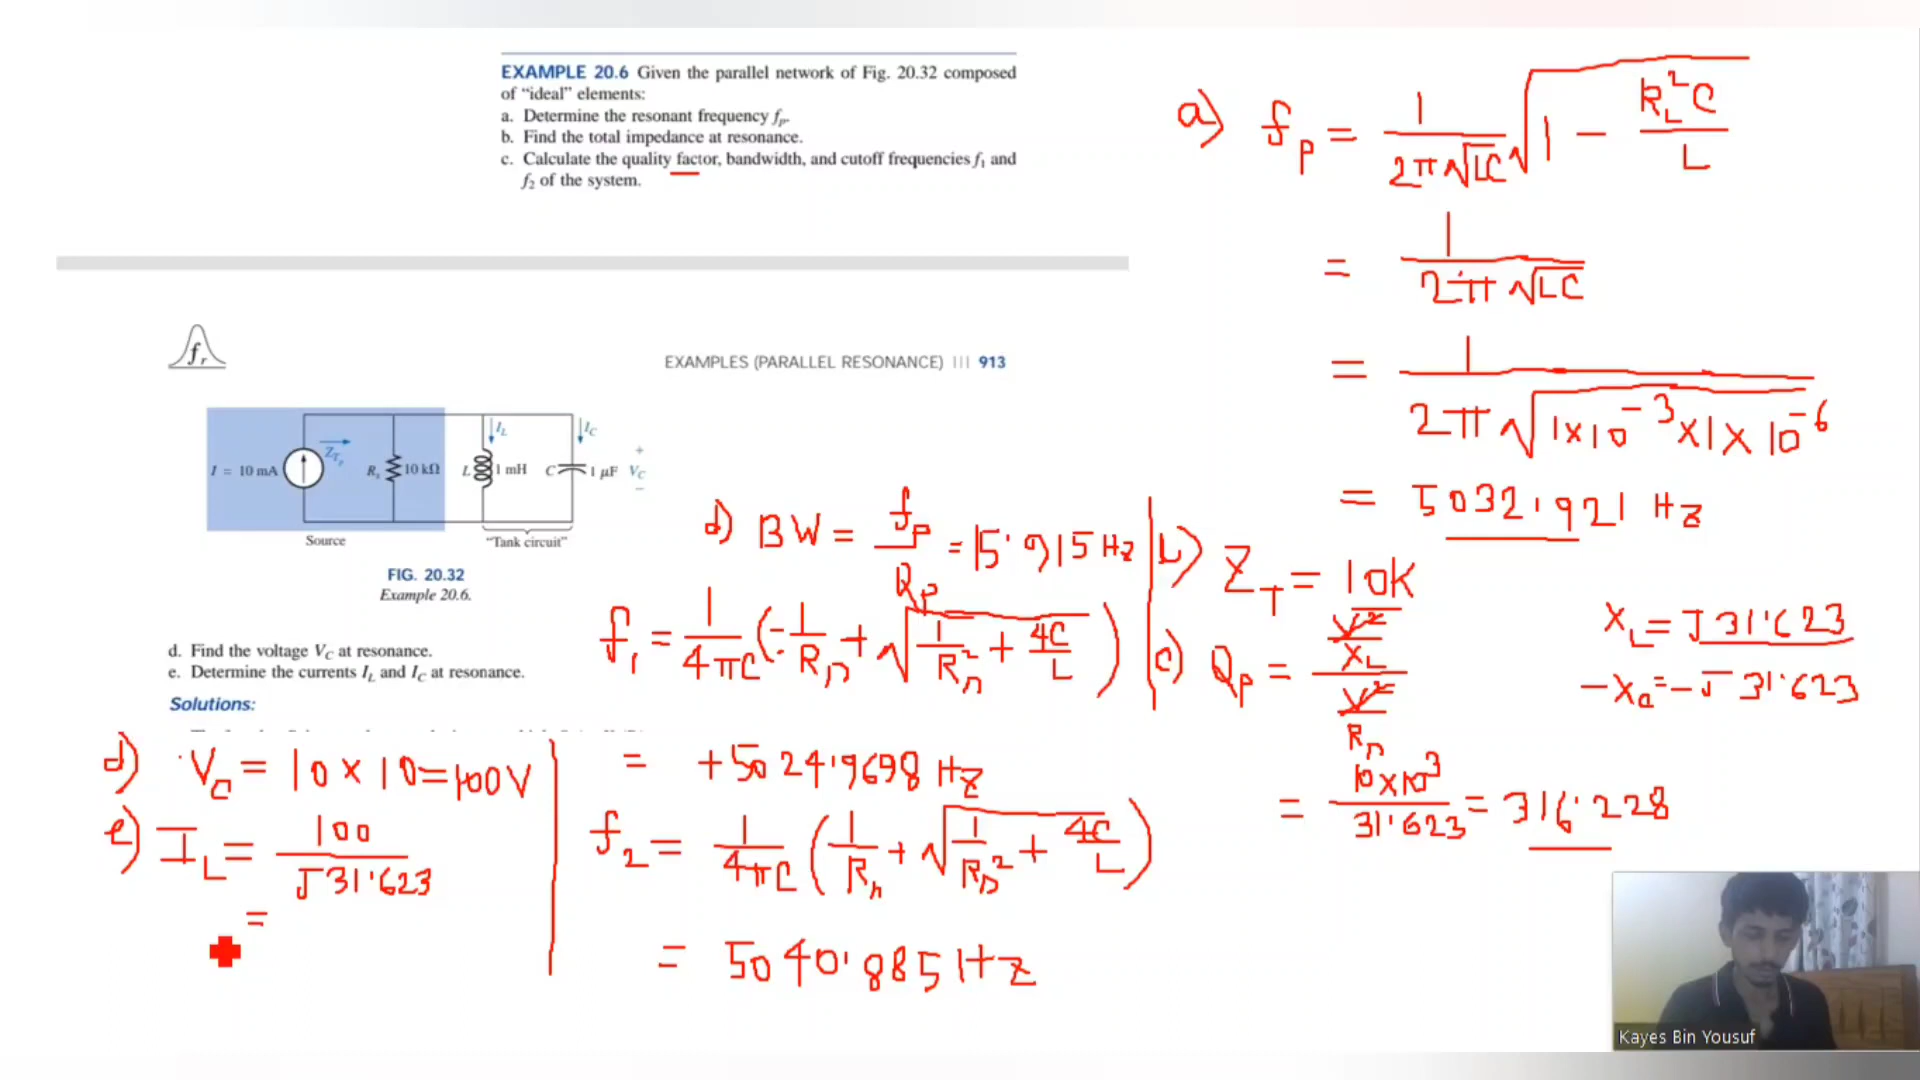 EXAMPLE 20.6 Given the parallel network of Fig. 20.32 composed
of “ideal” elements:
a. Determine the resonant frequency fp.
b. Find the total impedance at resonance.
c. Calculate the quality factor, bandwidth, and cutoff frequencies f1 and
f2 of the system.
fr
EXAMPLES (PARALLEL RESONANCE) ||| 913
I = 10 mA
ZTp
Rs 10 kΩ
IL
L 1 mH
IC
C 1 μF
+ VC −
Source
“Tank circuit”
FIG. 20.32
Example 20.6.
d. Find the voltage VC at resonance.
e. Determine the currents IL and IC at resonance.
Solutions:
a) fp = 1/(2π√LC) √(1 − RL²C/L)
= 1/(2π√LC)
= 1/(2π√(1×10⁻³×1×10⁻⁶))
= 5032.921 Hz
b) ZT = 10K
c) Qp = (V²/XL)/(V²/Rp)
= 10×10³/31.623 = 316.228
XL = J31.623
−Xc = −J31.623
d) BW = fp/Qp = 15.915 Hz
f1 = 1/(4πC) (−1/Rp + √(1/Rp² + 4C/L))
= +5024.9698 Hz
f2 = 1/(4πC) (1/Rp + √(1/Rp² + 4C/L))
= 5040.885 Hz
d) Vc = 10 × 10 = 100V
e) IL = 100/J31.623
=
Kayes Bin Yousuf